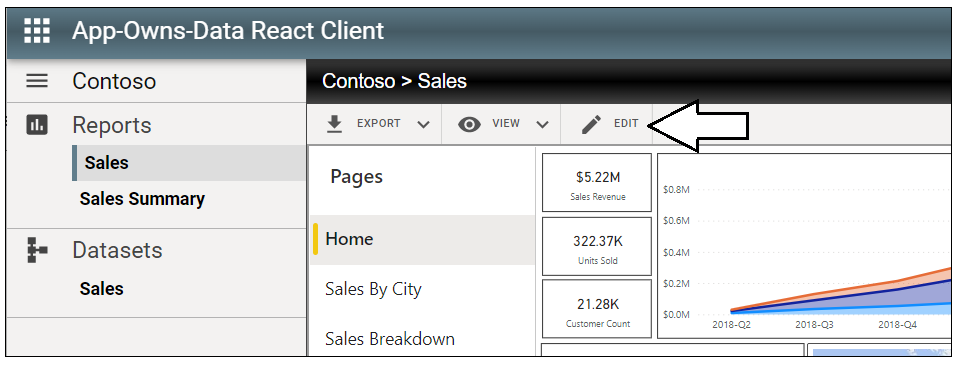 App-Owns-Data React Client
Contoso
Contoso > Sales
Reports
Sales
Sales Summary
Datasets
Sales
EXPORT VIEW EDIT
Pages
Home
Sales By City
Sales Breakdown
$5.22M
Sales Revenue
322.37K
Units Sold
21.28K
Customer Count
$0.8M
$0.6M
$0.4M
$0.2M
$0.0M
2018-Q2 2018-Q3 2018-Q4